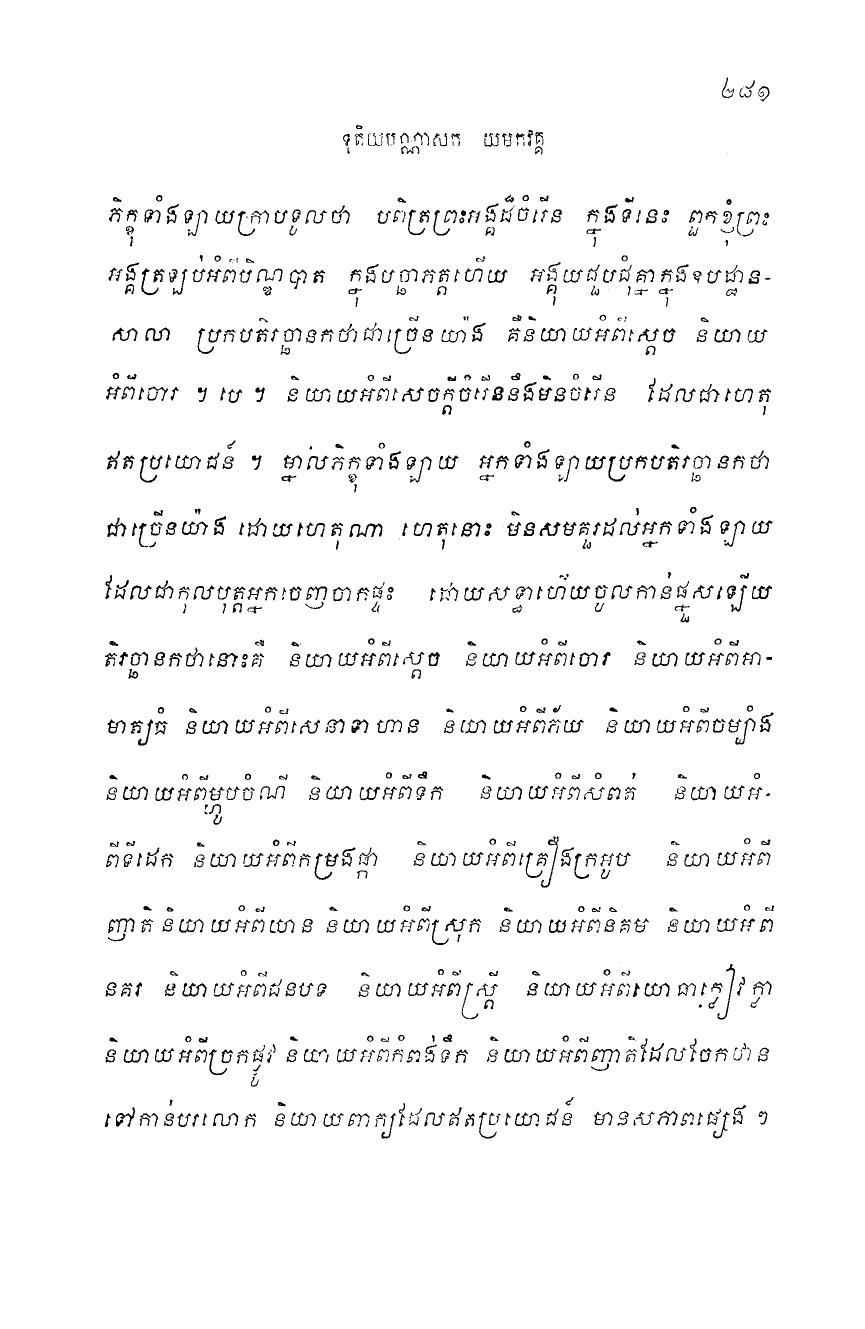 ២៨១
ទុតិយបណ្ណាសក យមកវគ្គ
ភិក្ខុទាំងឡាយក្រាបទូលថា បពិត្រព្រះអង្គដ៏ចំរើន ក្នុងទីនេះ ពួកខ្ញុំព្រះ
អង្គត្រឡប់អំពីបិណ្ឌបាត ក្នុងបច្ឆាភត្តហើយ អង្គុយជួបជុំគ្នាក្នុងឧបដ្ឋាន-
សាលា ប្រកបតិរច្ឆានកថាជាច្រើនយ៉ាង គឺនិយាយអំពីស្តេច និយាយ
អំពីចោរ ។ បេ ។ និយាយអំពីសេចក្តីចំរើននឹងមិនចំរើន ដែលជាហេតុ
ឥតប្រយោជន៍ ។ ម្នាល់ភិក្ខុទាំងឡាយ អ្នកទាំងឡាយប្រកបតិរច្ឆានកថា
ជាច្រើនយ៉ាង ដោយហេតុណា ហេតុនោះ មិនសមគួរដល់អ្នកទាំងឡាយ
ដែលជាកុលបុត្តអ្នកចេញចាកផ្ទះ ដោយសទ្ធាហើយចូលកាន់ផ្នួសឡើយ
តិរច្ឆានកថានោះគឺ និយាយអំពីស្តេច និយាយអំពីចោរ និយាយអំពីអា-
មាត្យធំ និយាយអំពីសេនាទាហាន និយាយអំពីភ័យ និយាយអំពីចម្បាំង
និយាយអំពីម្ហូបចំណី និយាយអំពីទឹក និយាយអំពីសំពត់ និយាយអំ-
ពីទីដេក និយាយអំពីកម្រងផ្កា និយាយអំពីគ្រឿងក្រអូប និយាយអំពី
ញាតិ និយាយអំពីយាន និយាយអំពីស្រុក និយាយអំពីនិគម និយាយអំពី
នគរ និយាយអំពីជនបទ និយាយអំពីស្ត្រី និយាយអំពីយោធាក្លៀវក្លា
និយាយអំពីច្រកផ្លូវ និយាយអំពីកំពង់ទឹក និយាយអំពីញាតិដែលចែកឋាន
ទៅកាន់បរលោក និយាយពាក្យដែលឥតប្រយោជន៍ មានសភាពផ្សេង ៗ